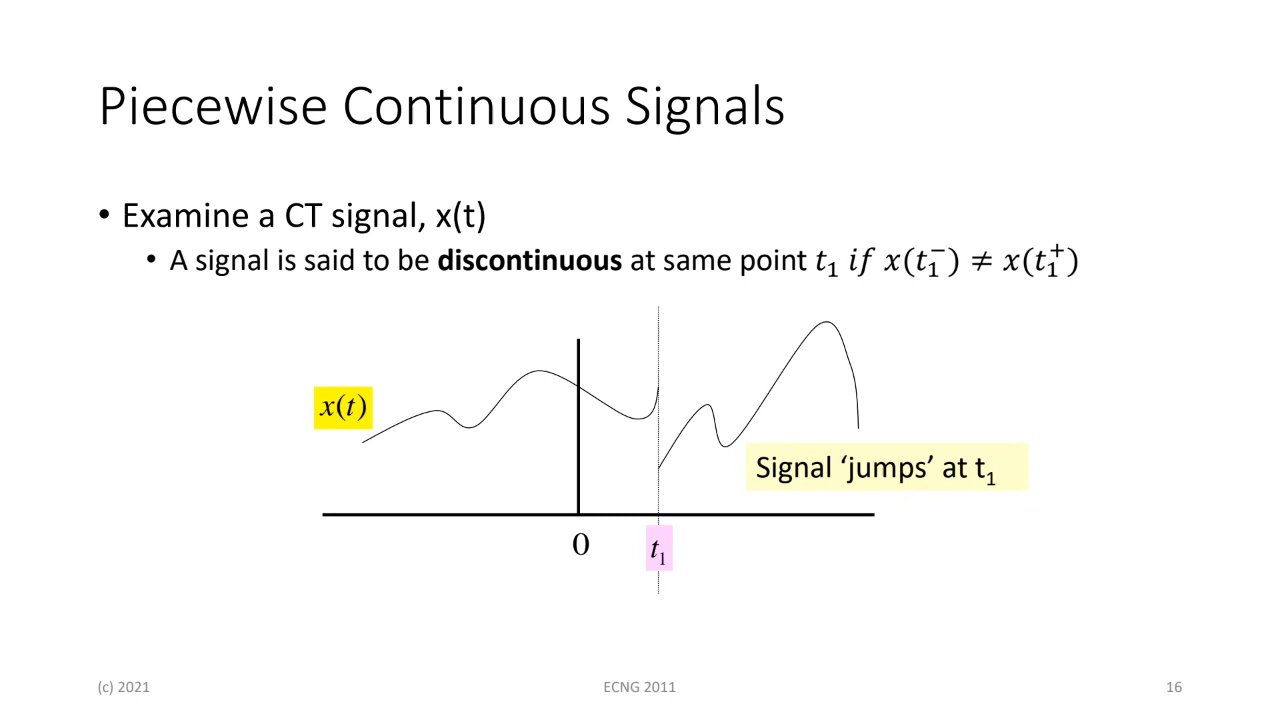 Piecewise Continuous Signals
• Examine a CT signal, x(t)
• A signal is said to be discontinuous at same point t₁ if x(t₁⁻) ≠ x(t₁⁺)
x(t)
Signal ‘jumps’ at t₁
0
t₁
(c) 2021
ECNG 2011
16